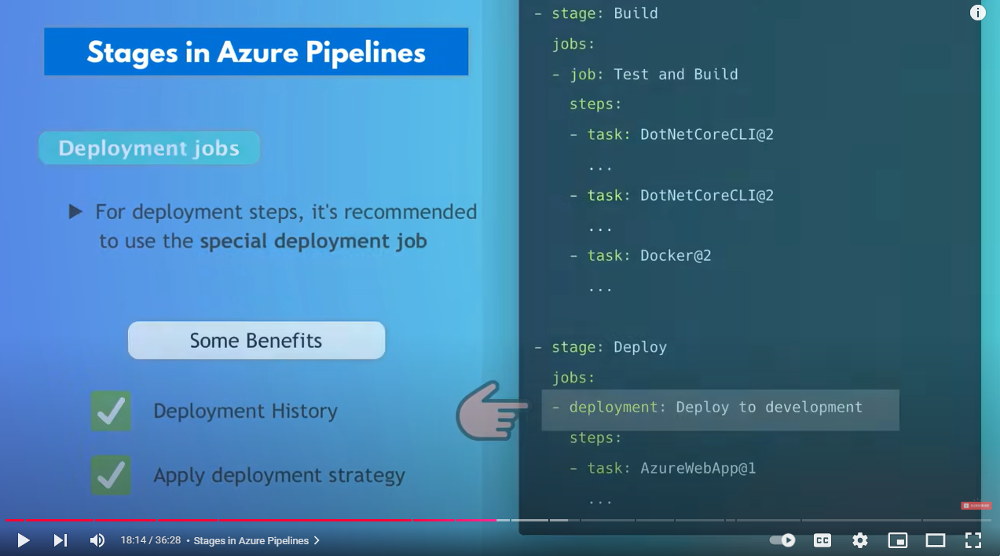 Stages in Azure Pipelines
Deployment jobs
► For deployment steps, it's recommended
to use the special deployment job
Some Benefits
Deployment History
Apply deployment strategy
- stage: Build
jobs:
- job: Test and Build
steps:
- task: DotNetCoreCLI@2
...
- task: DotNetCoreCLI@2
...
- task: Docker@2
...
- stage: Deploy
jobs:
- deployment: Deploy to development
steps:
- task: AzureWebApp@1
...
SUBSCRIBE
18:14 / 36:28 • Stages in Azure Pipelines >
CC